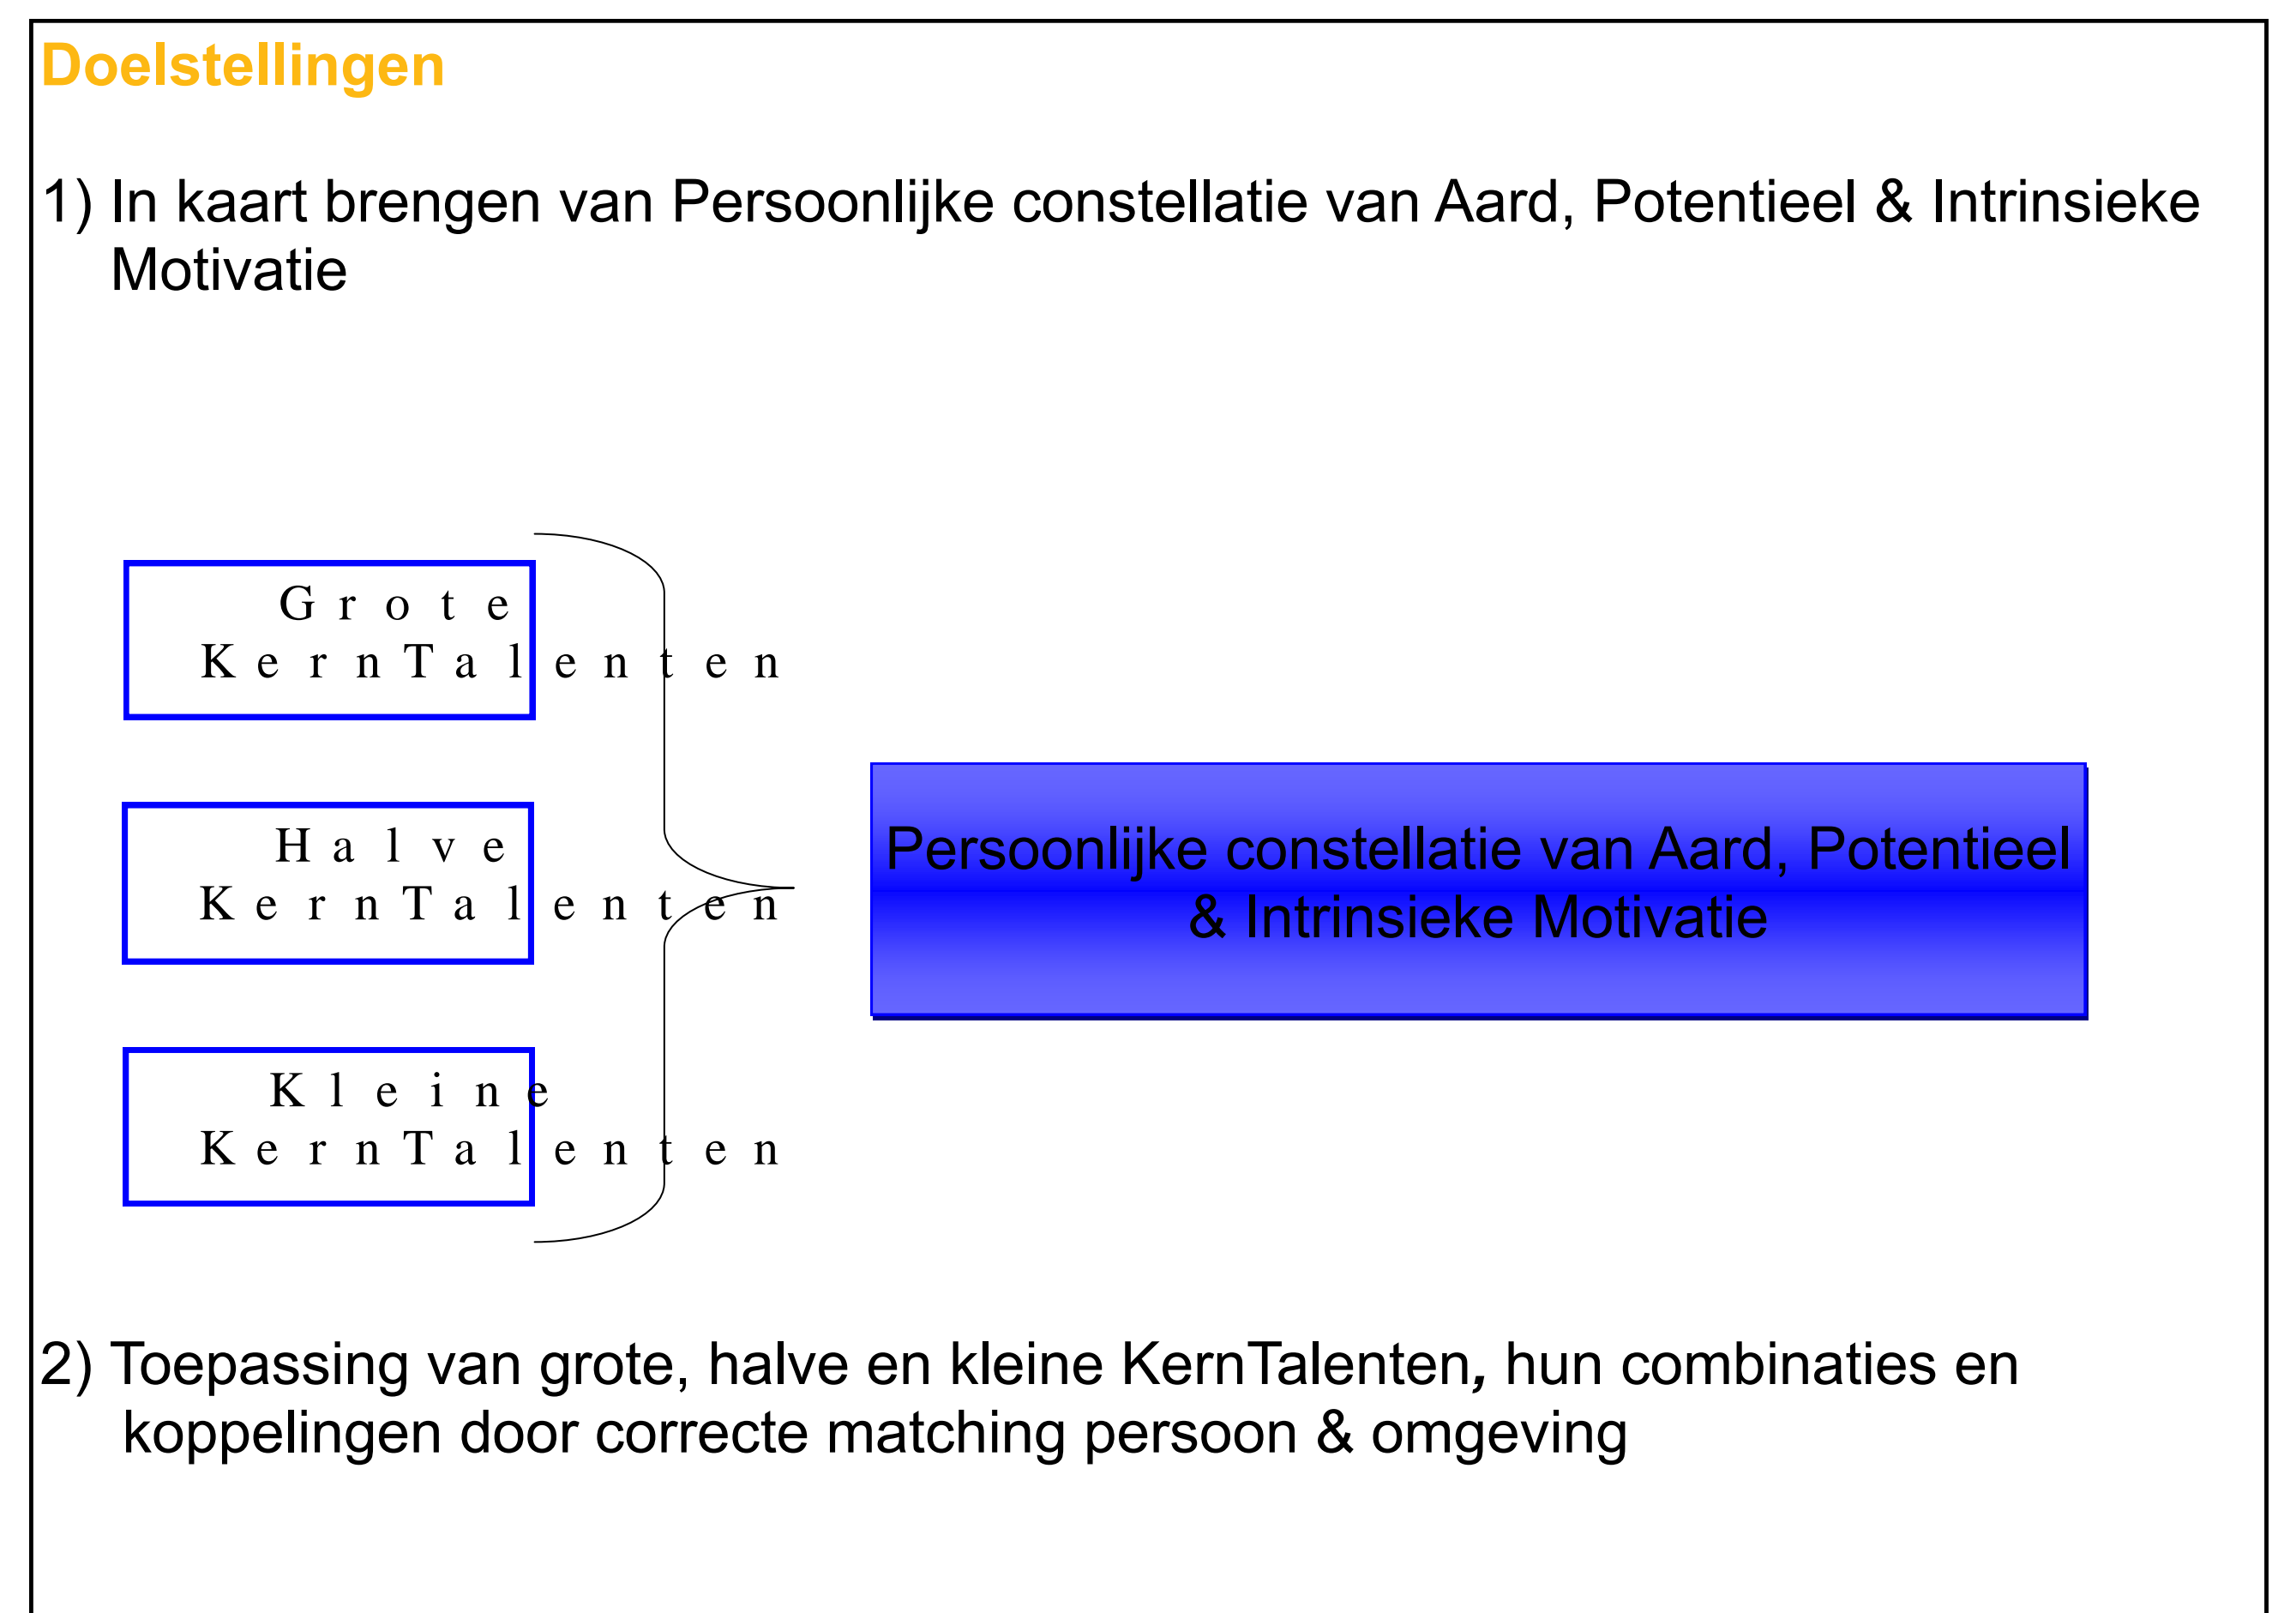 Doelstellingen
1) In kaart brengen van Persoonlijke constellatie van Aard, Potentieel & Intrinsieke
Motivatie
Grote
KernTalenten
Halve
KernTalenten
Kleine
KernTalenten
Persoonlijke constellatie van Aard, Potentieel
& Intrinsieke Motivatie
2) Toepassing van grote, halve en kleine KernTalenten, hun combinaties en
koppelingen door correcte matching persoon & omgeving